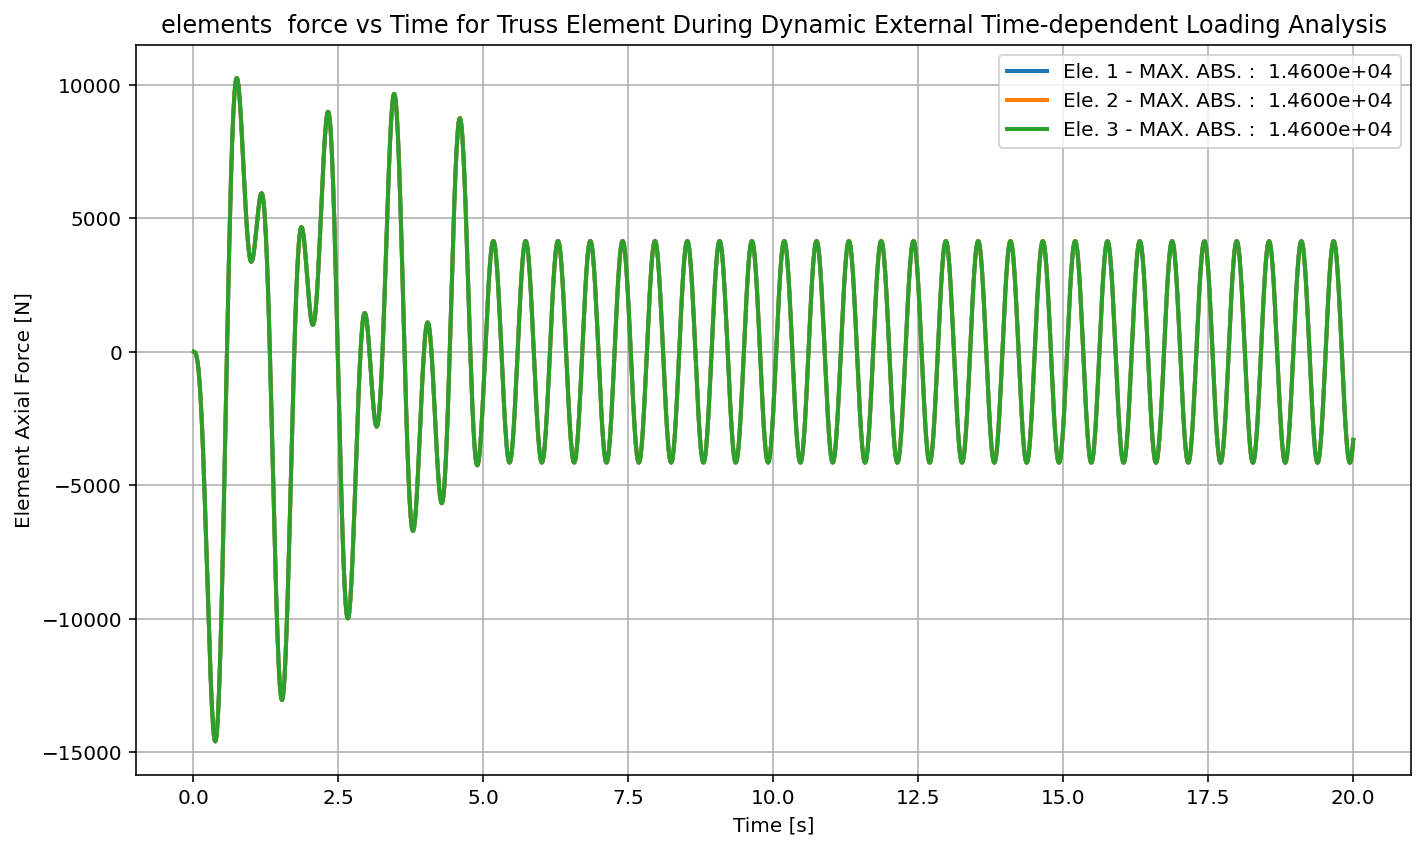 elements  force vs Time for Truss Element During Dynamic External Time-dependent Loading Analysis
Ele. 1 - MAX. ABS. :  1.4600e+04
Ele. 2 - MAX. ABS. :  1.4600e+04
Ele. 3 - MAX. ABS. :  1.4600e+04
Element Axial Force [N]
10000
5000
0
−5000
−10000
−15000
0.0 2.5 5.0 7.5 10.0 12.5 15.0 17.5 20.0
Time [s]